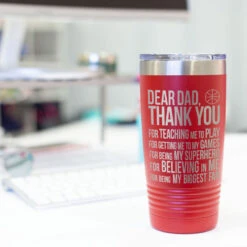 DEAR DAD,
THANK YOU
FOR TEACHING ME TO PLAY
FOR GETTING ME TO MY GAMES
FOR BEING MY SUPERHERO
FOR BELIEVING IN ME
FOR BEING MY BIGGEST FAN